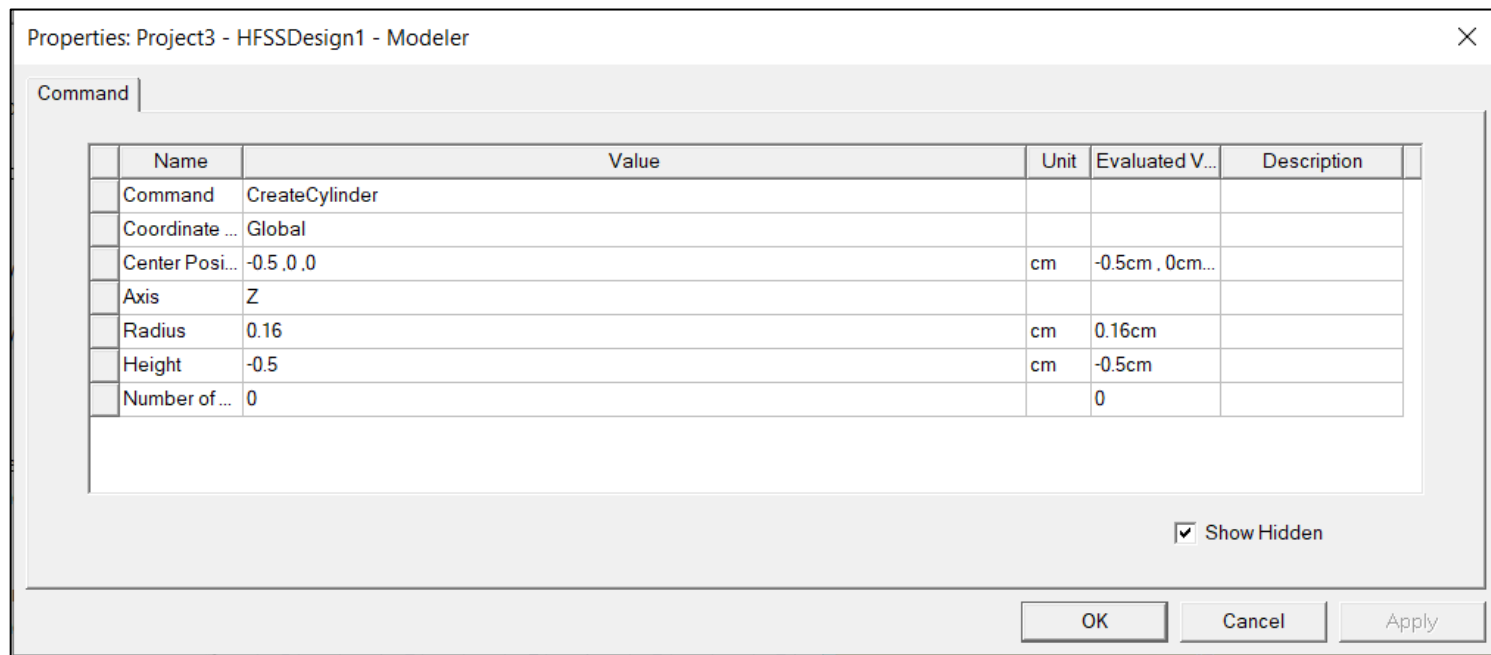 Properties: Project3 - HFSSDesign1 - Modeler
Command
Name Value Unit Evaluated V... Description
Command CreateCylinder
Coordinate ... Global
Center Posi... -0.5 ,0 ,0 cm -0.5cm , 0cm...
Axis Z
Radius 0.16 cm 0.16cm
Height -0.5 cm -0.5cm
Number of ... 0 0
Show Hidden
OK Cancel Apply